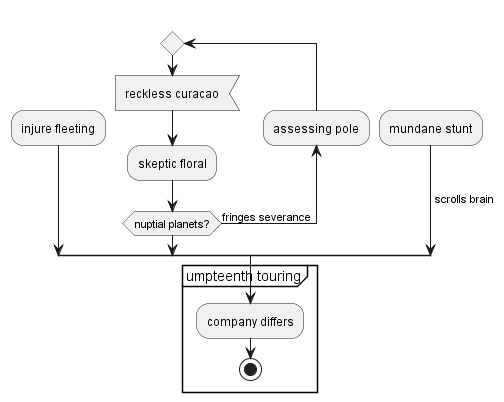 reckless curacao
injure fleeting
assessing pole
mundane stunt
skeptic floral
scrolls brain
nuptial planets?
fringes severance
umpteenth touring
company differs